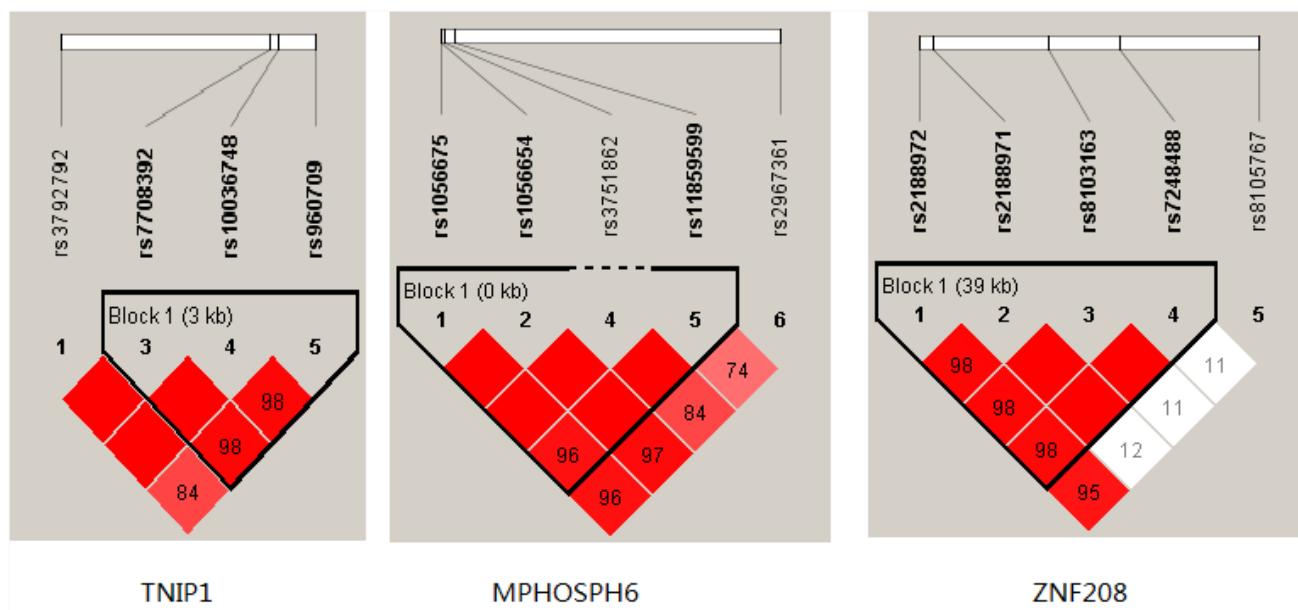 rs3792792
rs7708392
rs10036748
rs960709
Block 1 (3 kb)
1 3 4 5
98
98
84
TNIP1
rs1056675
rs1056654
rs3751862
rs11859599
rs2967361
Block 1 (0 kb)
1 2 4 5 6
74
84
96 97
96
MPHOSPH6
rs2188972
rs2188971
rs8103163
rs7248488
rs8105767
Block 1 (39 kb)
1 2 3 4 5
98 11
98 11
98 12
95
ZNF208